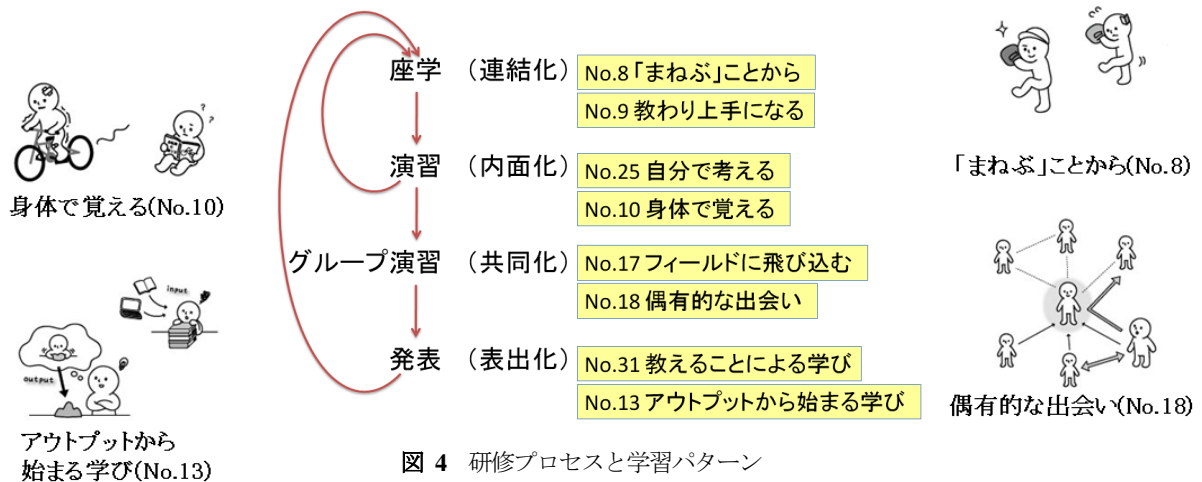 座学 （連結化）
No.8「まねぶ」ことから
No.9 教わり上手になる
演習 （内面化）
No.25 自分で考える
No.10 身体で覚える
グループ演習 （共同化）
No.17 フィールドに飛び込む
No.18 偶有的な出会い
発表 （表出化）
No.31 教えることによる学び
No.13 アウトプットから始まる学び
? ?
身体で覚える(No.10)
input
output
アウトプットから
始まる学び(No.13)
「まねぶ」ことから(No.8)
偶有的な出会い(No.18)
図 4 研修プロセスと学習パターン